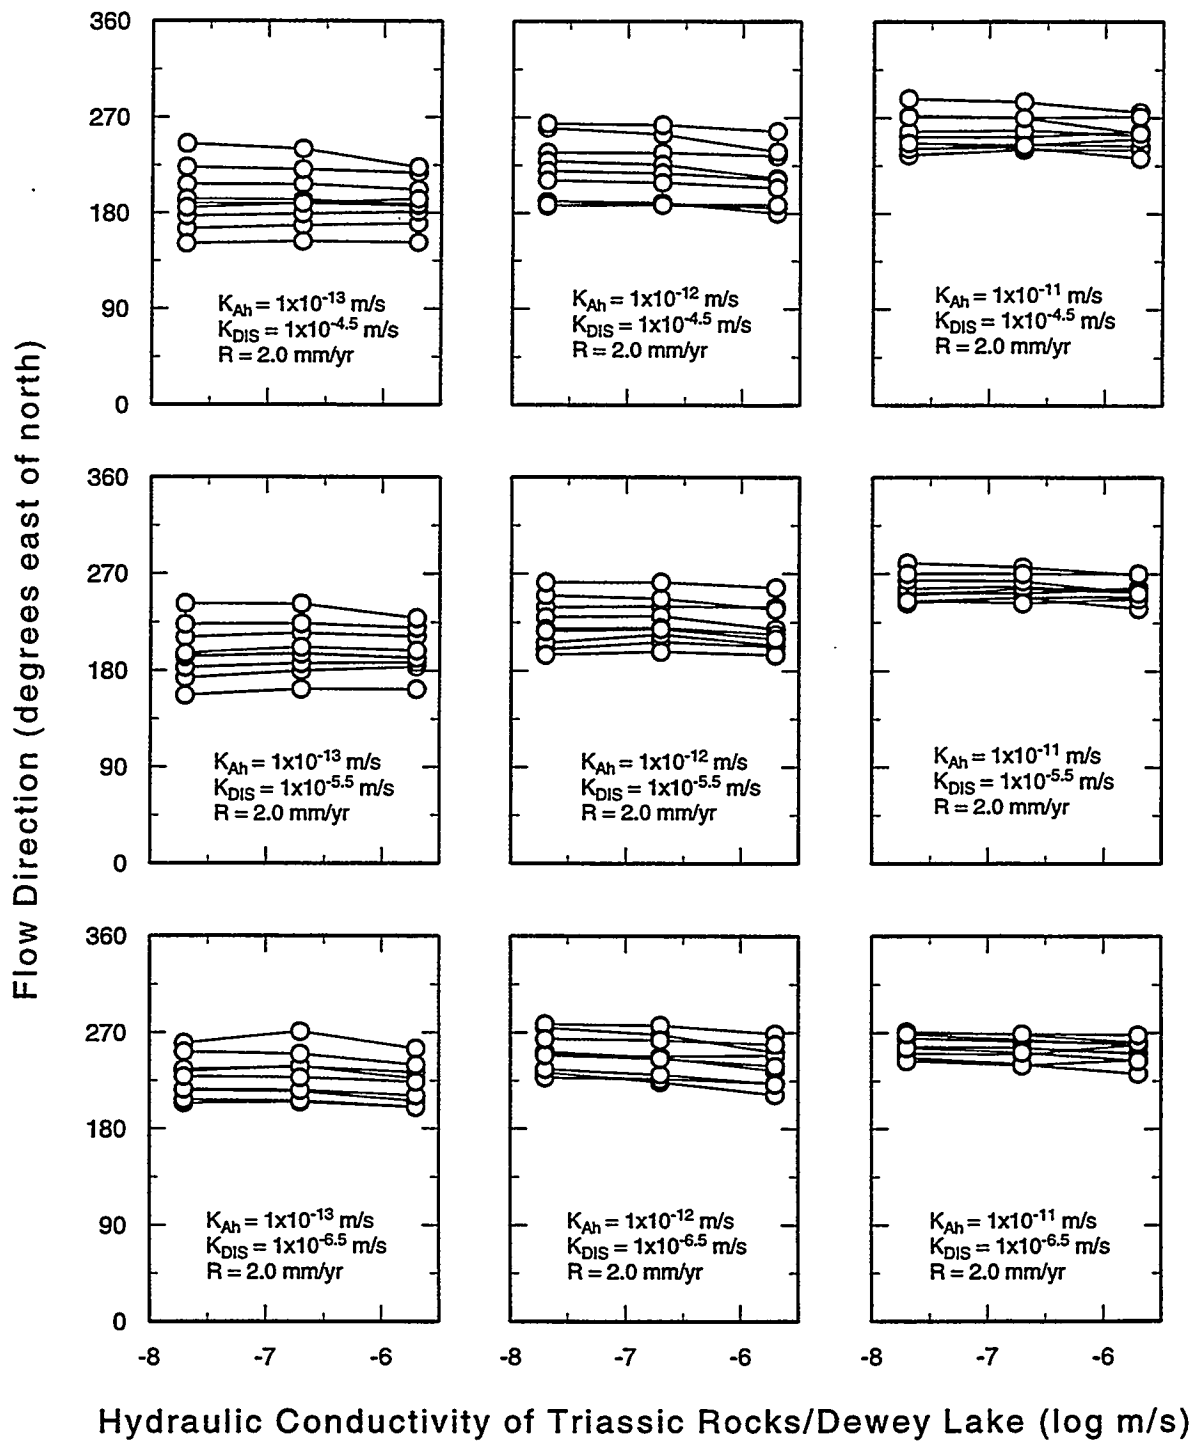 Flow Direction (degrees east of north)
360
270
180
90
0
K_Ah = 1x10^-13 m/s
K_DIS = 1x10^-4.5 m/s
R = 2.0 mm/yr
K_Ah = 1x10^-12 m/s
K_DIS = 1x10^-4.5 m/s
R = 2.0 mm/yr
K_Ah = 1x10^-11 m/s
K_DIS = 1x10^-4.5 m/s
R = 2.0 mm/yr
360
270
180
90
0
K_Ah = 1x10^-13 m/s
K_DIS = 1x10^-5.5 m/s
R = 2.0 mm/yr
K_Ah = 1x10^-12 m/s
K_DIS = 1x10^-5.5 m/s
R = 2.0 mm/yr
K_Ah = 1x10^-11 m/s
K_DIS = 1x10^-5.5 m/s
R = 2.0 mm/yr
360
270
180
90
0
K_Ah = 1x10^-13 m/s
K_DIS = 1x10^-6.5 m/s
R = 2.0 mm/yr
K_Ah = 1x10^-12 m/s
K_DIS = 1x10^-6.5 m/s
R = 2.0 mm/yr
K_Ah = 1x10^-11 m/s
K_DIS = 1x10^-6.5 m/s
R = 2.0 mm/yr
-8 -7 -6 -8 -7 -6 -8 -7 -6
Hydraulic Conductivity of Triassic Rocks/Dewey Lake (log m/s)